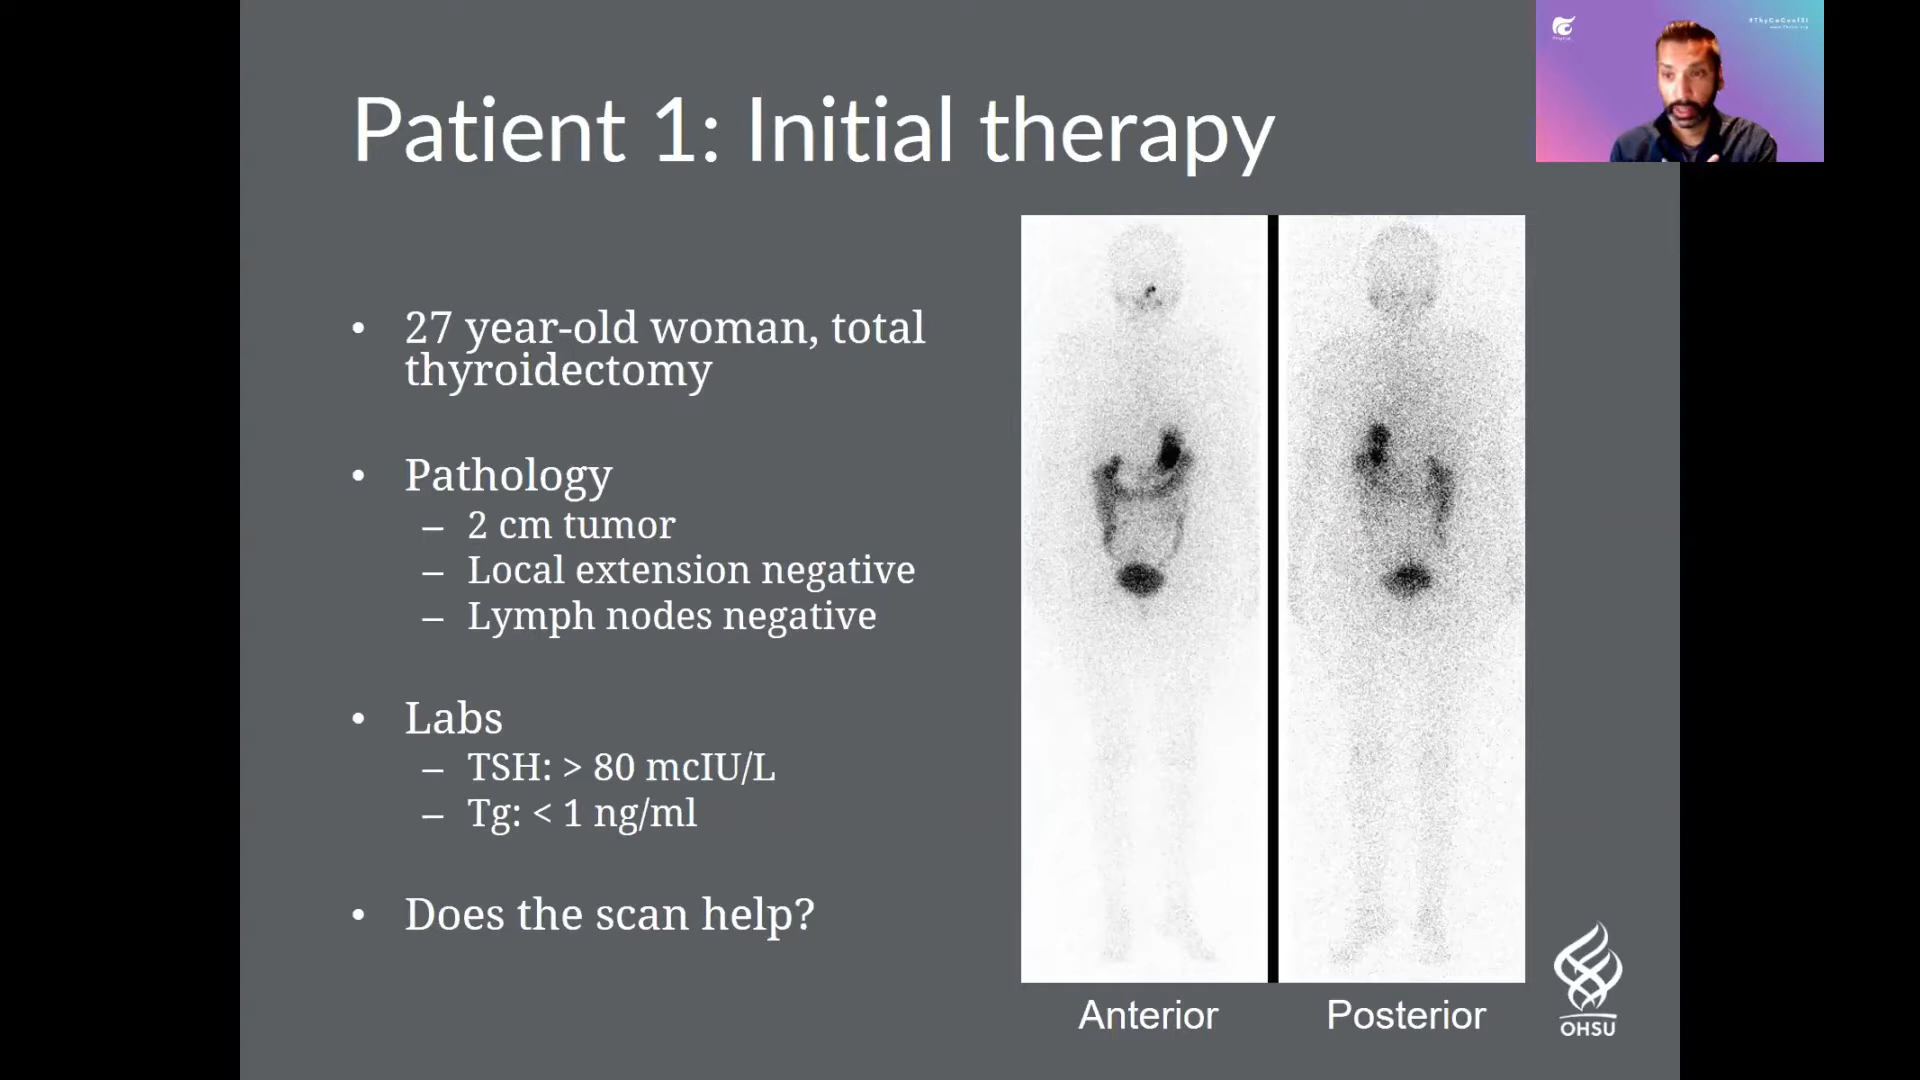 #ThyCaConf21
Patient 1: Initial therapy
• 27 year-old woman, total
thyroidectomy
• Pathology
– 2 cm tumor
– Local extension negative
– Lymph nodes negative
• Labs
– TSH: > 80 mcIU/L
– Tg: < 1 ng/ml
• Does the scan help?
Anterior
Posterior
OHSU